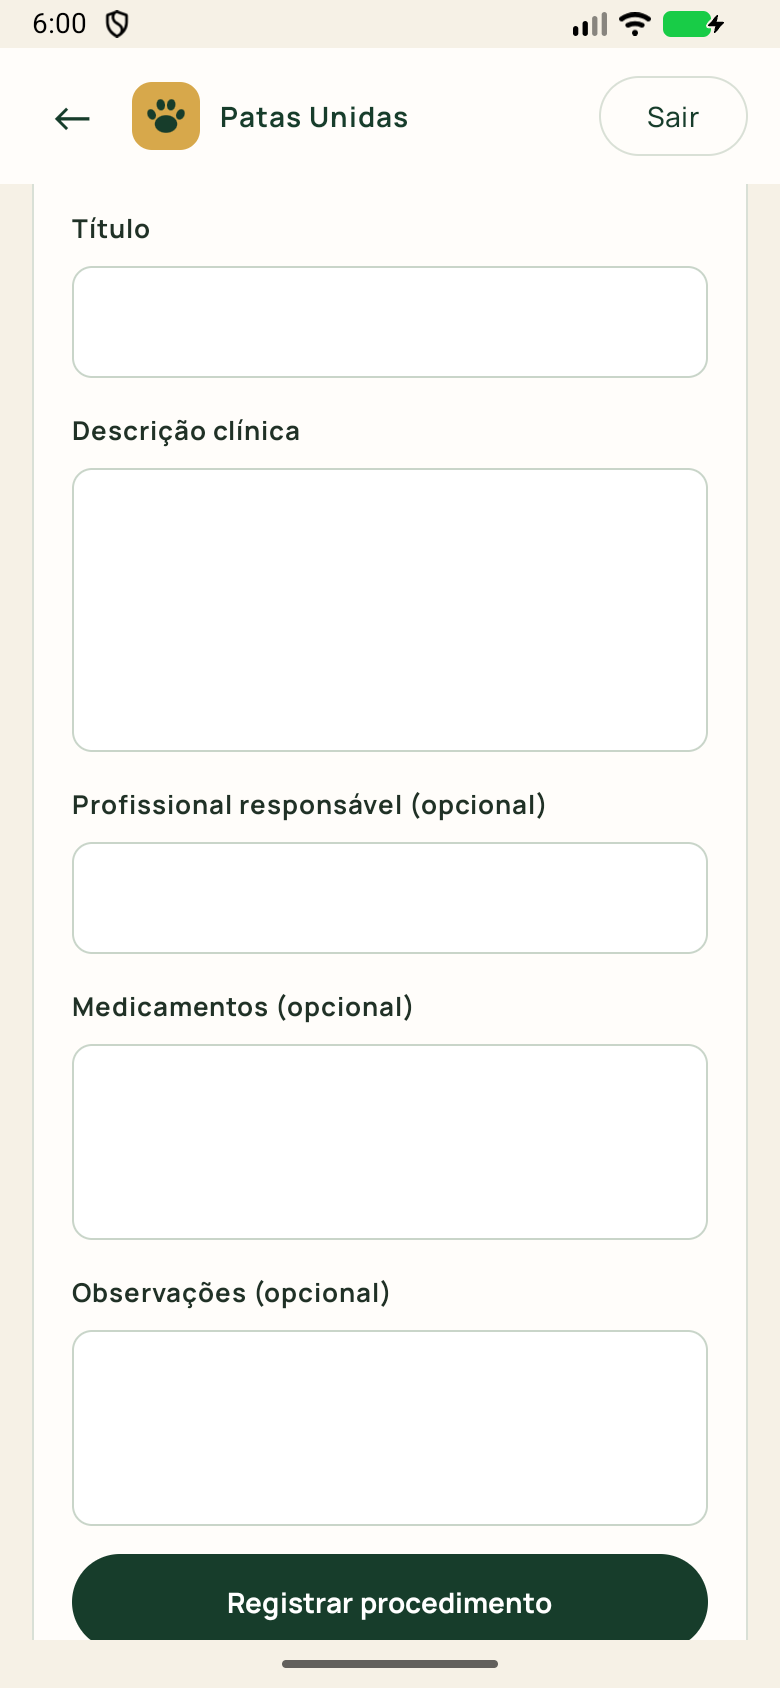 6:00
Patas Unidas
Sair
Título
Descrição clínica
Profissional responsável (opcional)
Medicamentos (opcional)
Observações (opcional)
Registrar procedimento